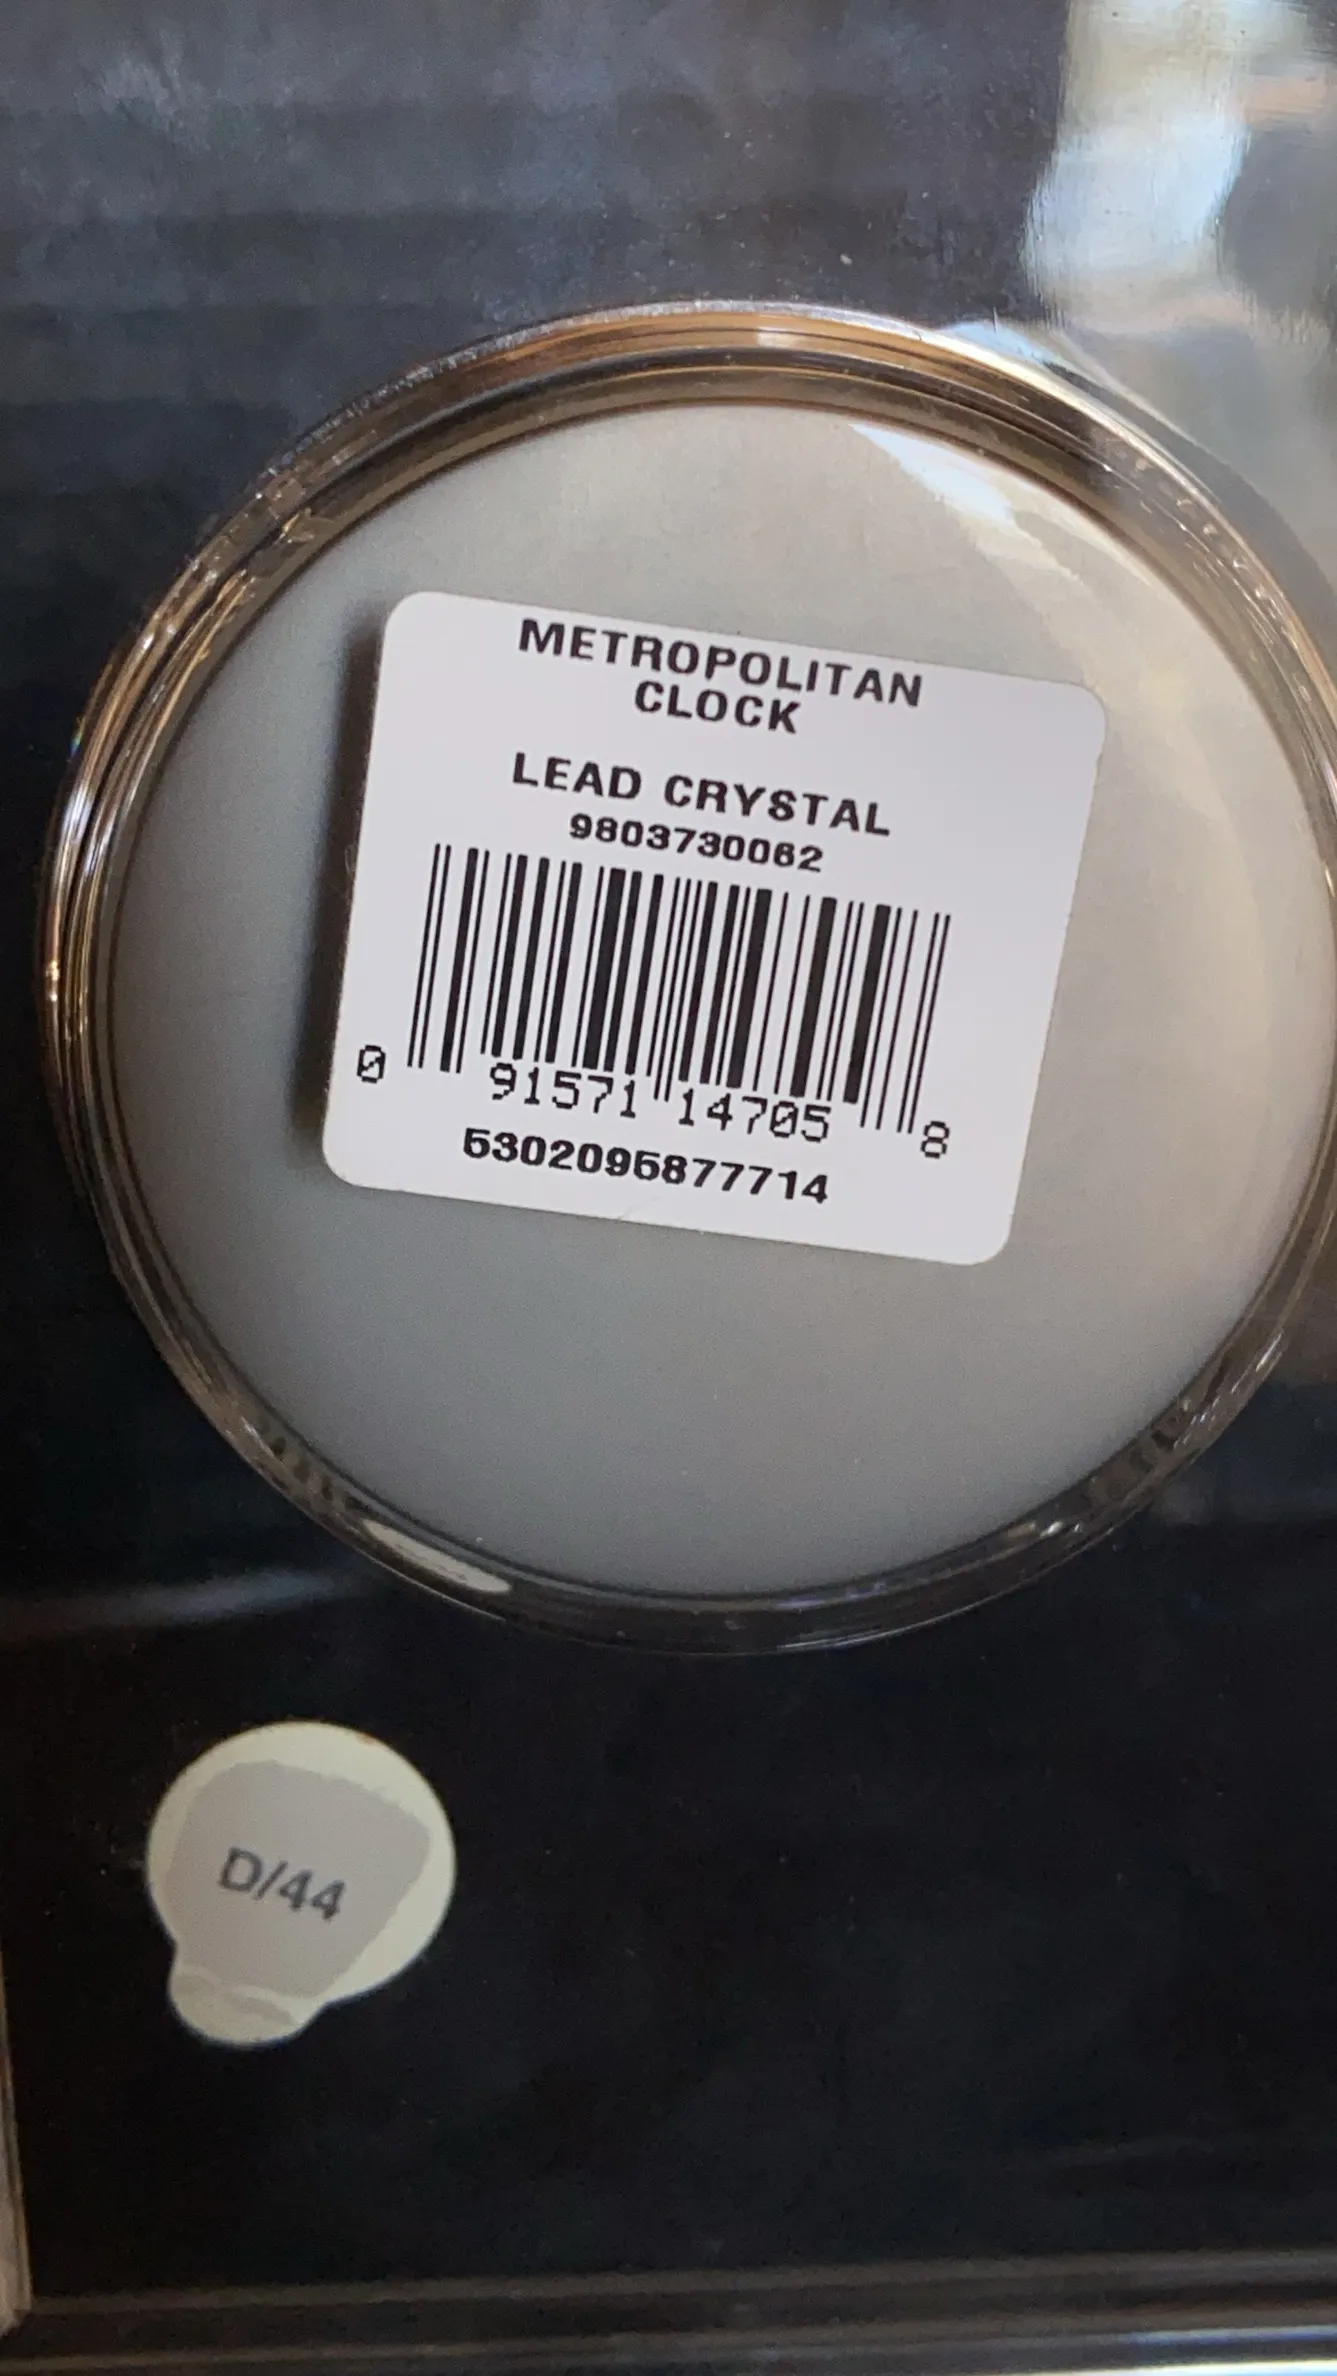 METROPOLITAN
CLOCK
LEAD CRYSTAL
9803730062
0 91571 14705 8
5302095877714
D/44